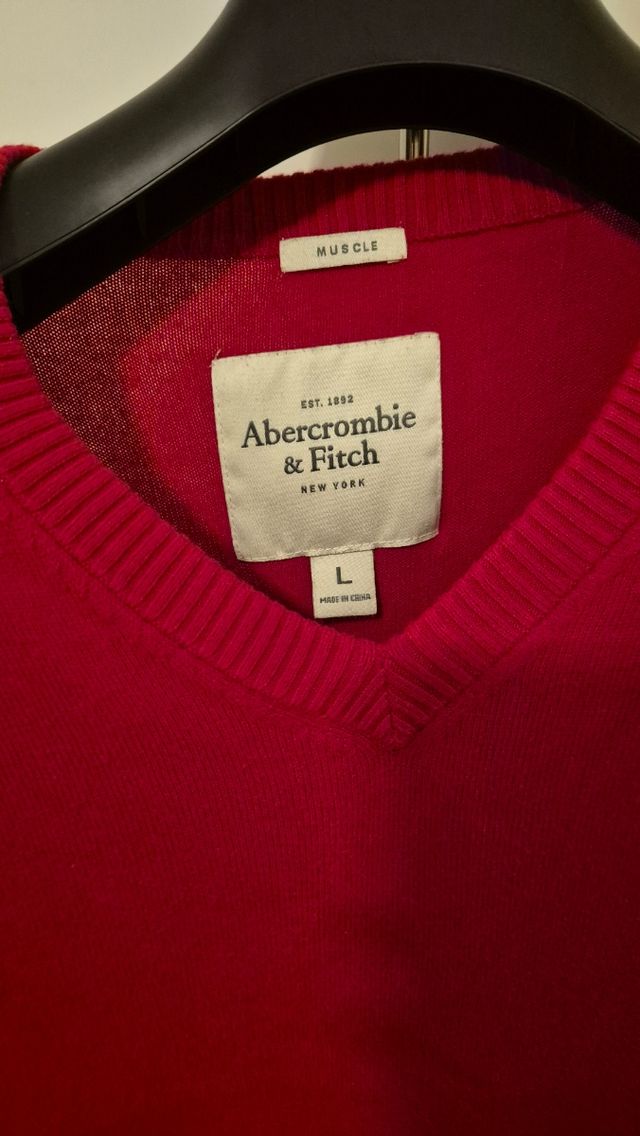 MUSCLE
EST. 1892
Abercrombie
& Fitch
NEW YORK
L
MADE IN CHINA